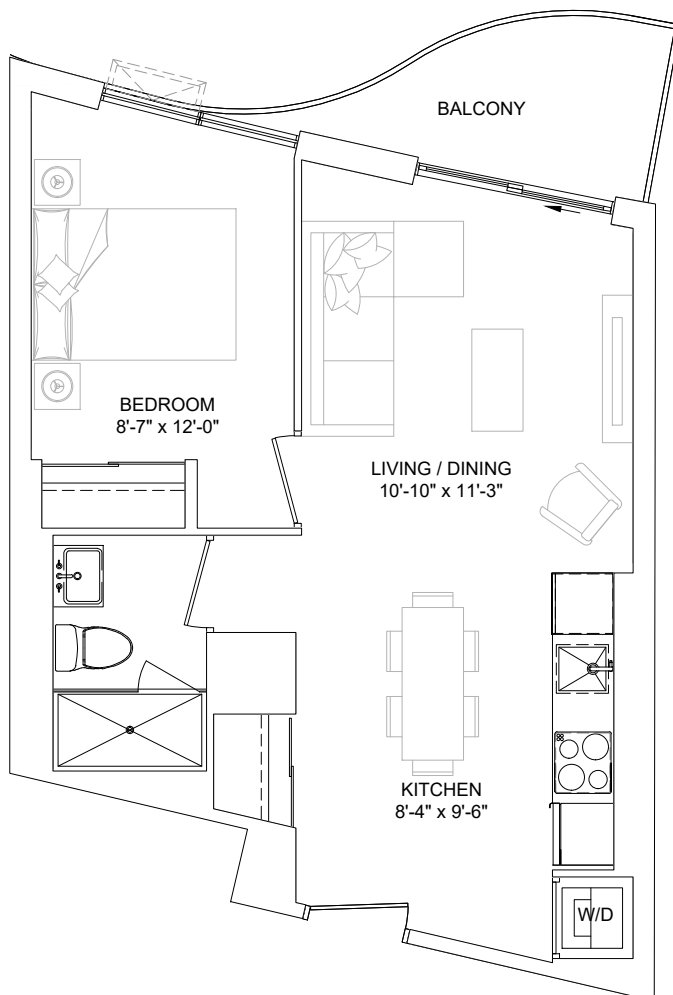 BALCONY
BEDROOM
8'-7" x 12'-0"
LIVING / DINING
10'-10" x 11'-3"
KITCHEN
8'-4" x 9'-6"
W/D